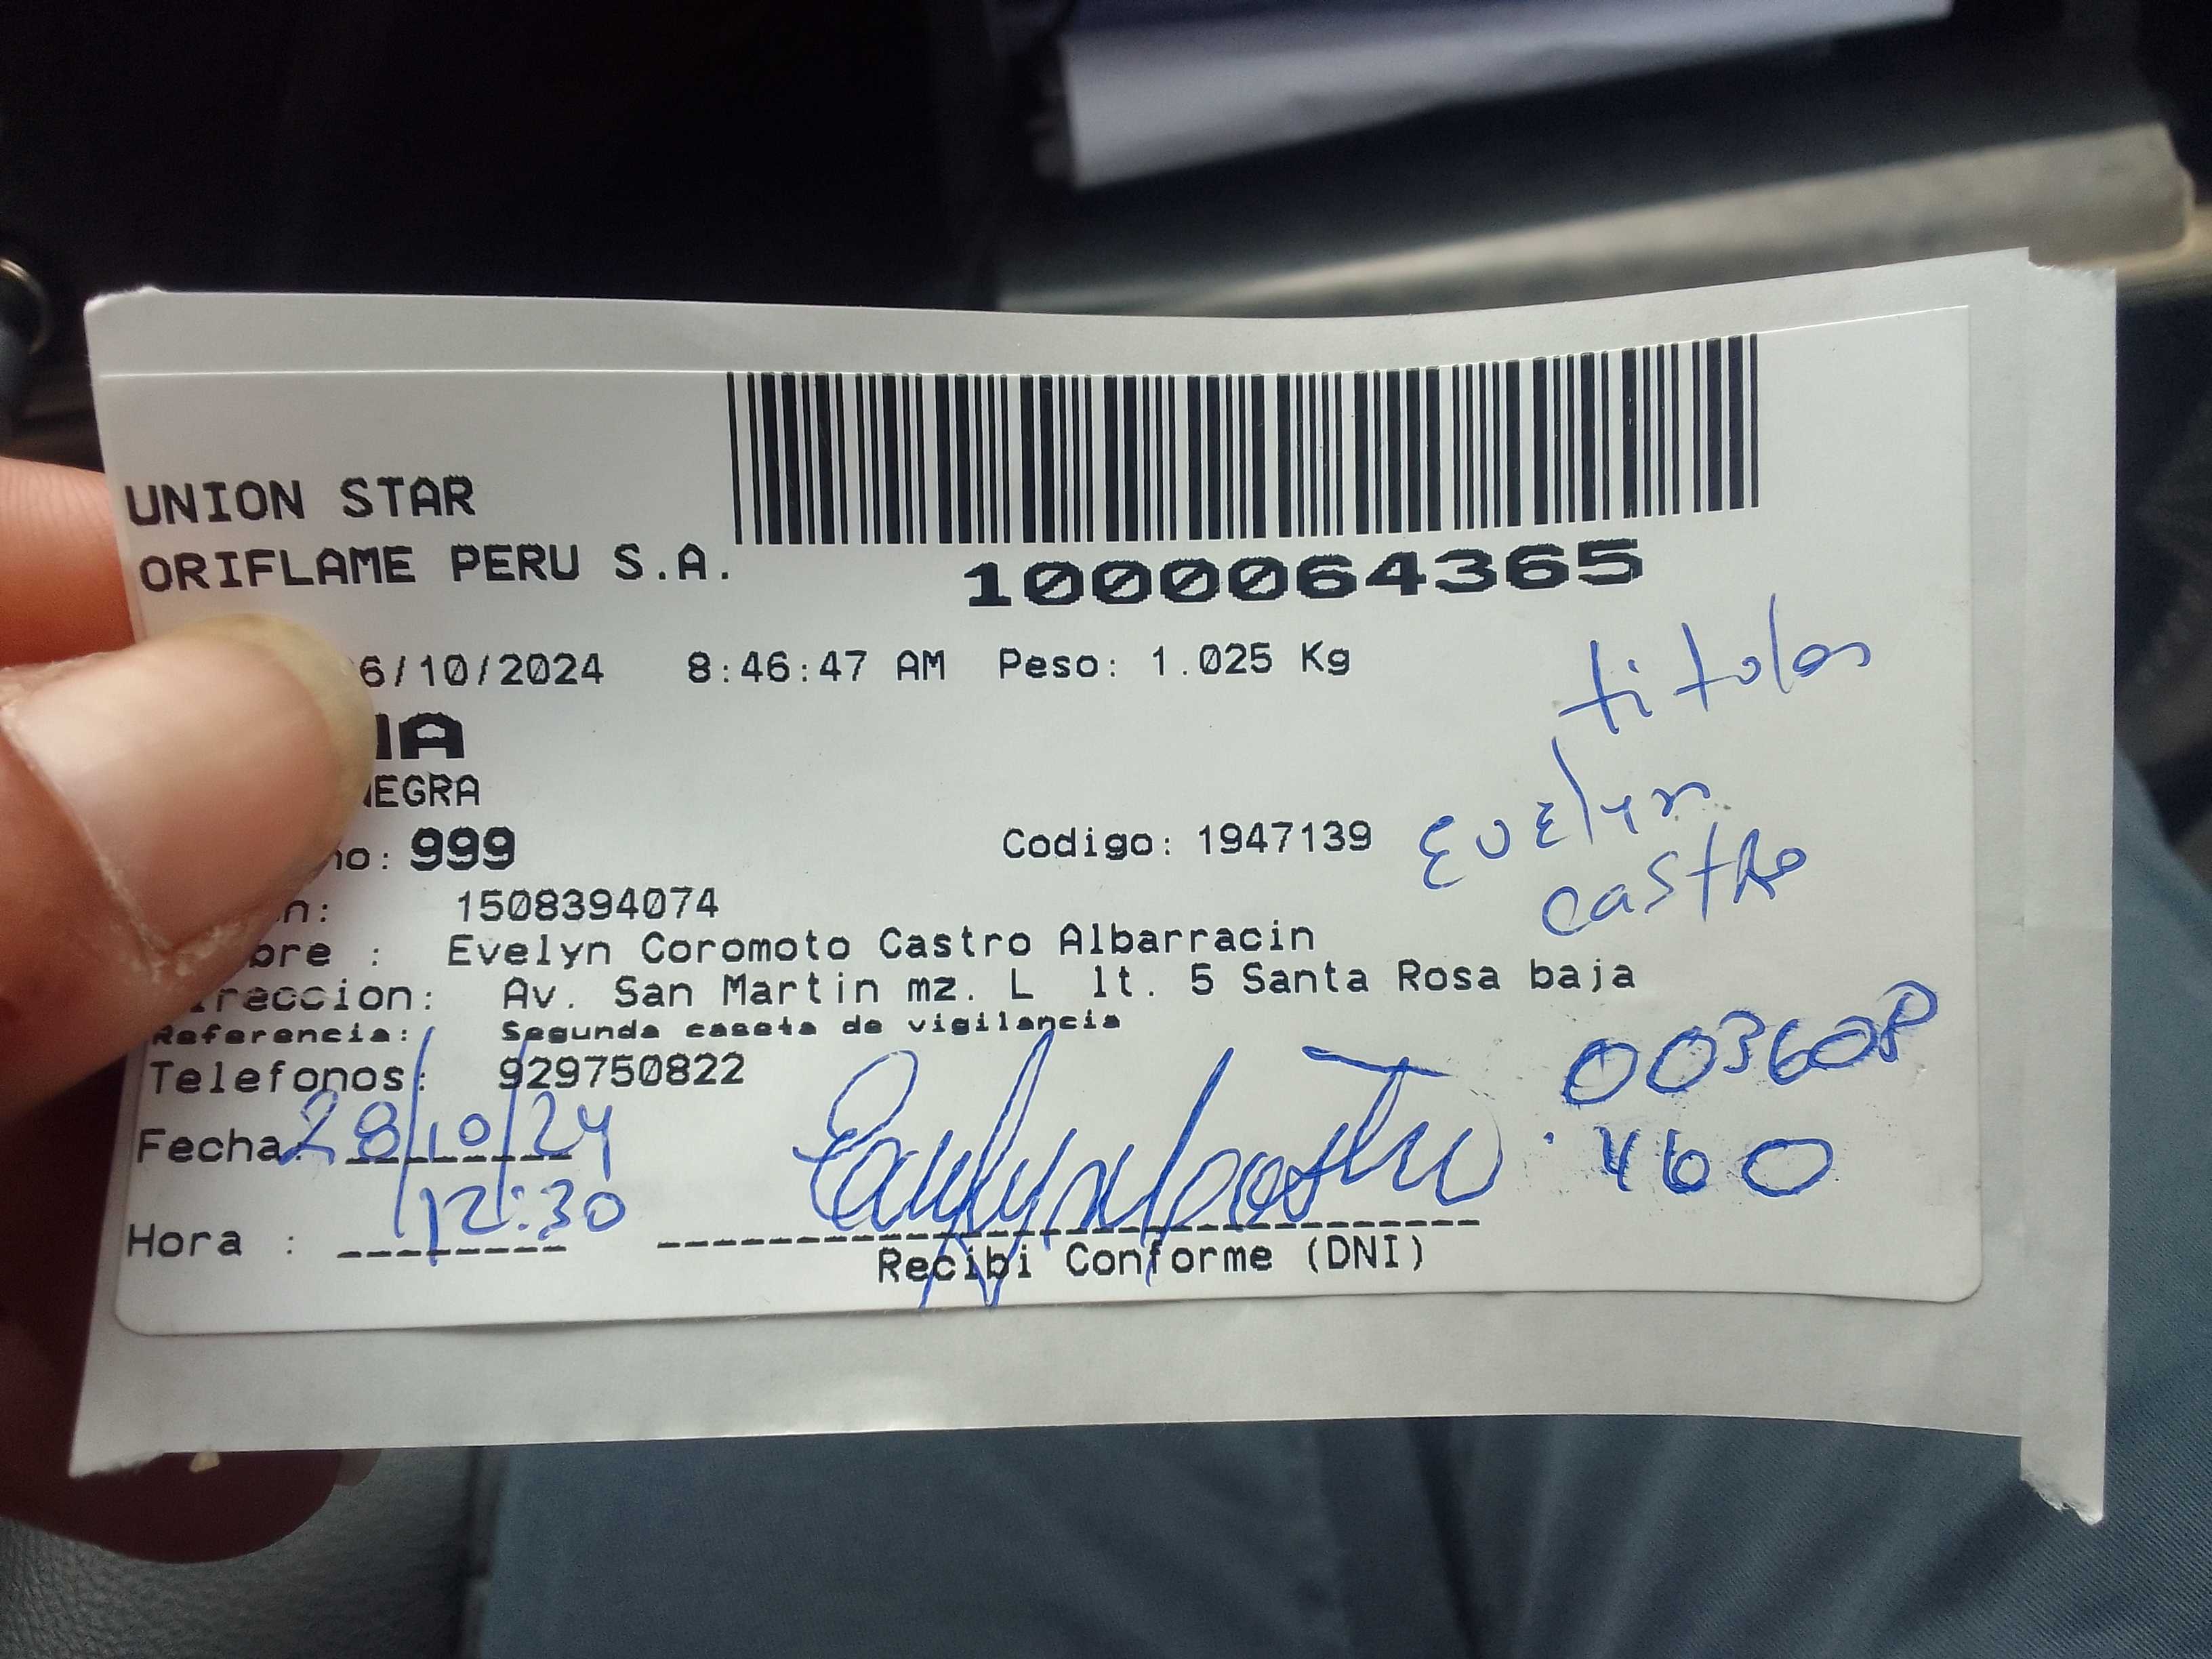 UNION STAR
ORIFLAME PERU S.A.
1000064365
6/10/2024 8:46:47 AM Peso: 1.025 Kg
titolar
EGRA
no: 999 Codigo: 1947139
Evelyn
castro
n: 1508394074
bre : Evelyn Coromoto Castro Albarracin
ireccion: Av. San Martin mz. L lt. 5 Santa Rosa baja
Referencia: Segunda caseta de vigilancia
Telefonos: 929750822
Fecha: 28/10/24
460
Hora : 12:30
Recibi Conforme (DNI)